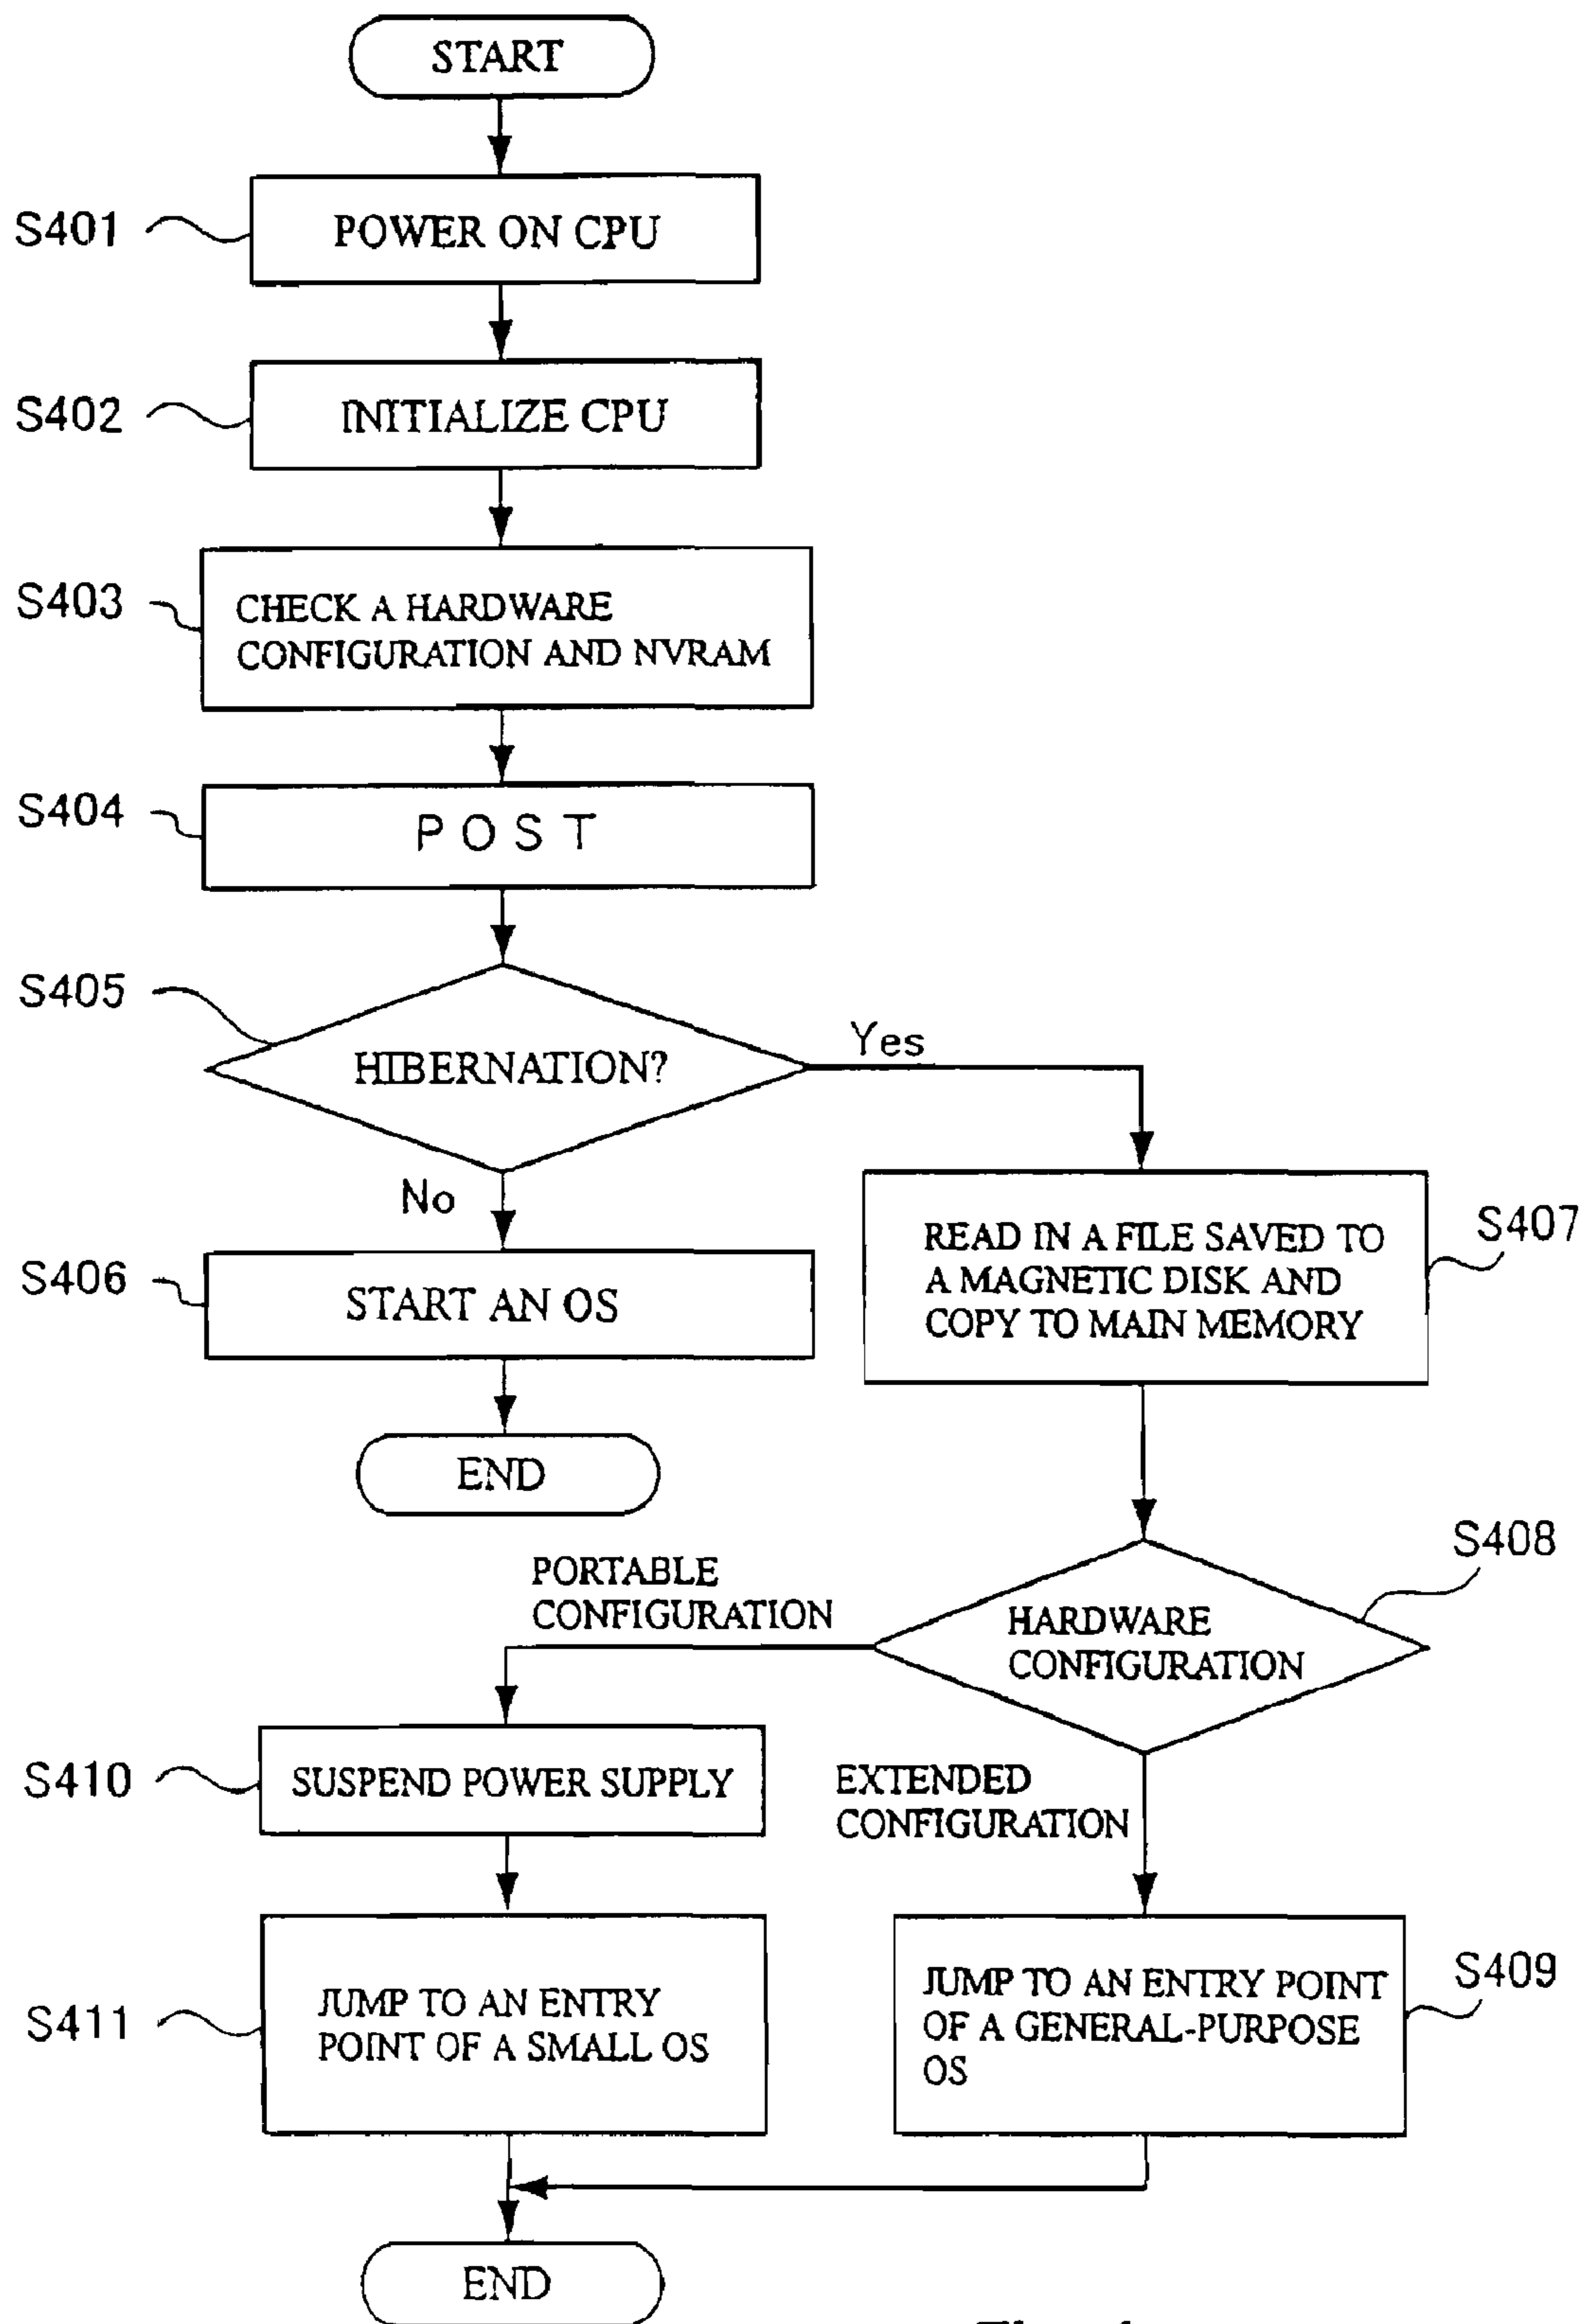 START
S401
POWER ON CPU
S402
INITIALIZE CPU
S403
CHECK A HARDWARE
CONFIGURATION AND NVRAM
S404
P O S T
S405
HIBERNATION?
Yes
No
S406
START AN OS
END
READ IN A FILE SAVED TO
A MAGNETIC DISK AND
COPY TO MAIN MEMORY
S407
S408
HARDWARE
CONFIGURATION
PORTABLE
CONFIGURATION
EXTENDED
CONFIGURATION
S410
SUSPEND POWER SUPPLY
S411
JUMP TO AN ENTRY
POINT OF A SMALL OS
JUMP TO AN ENTRY POINT
OF A GENERAL-PURPOSE
OS
S409
END